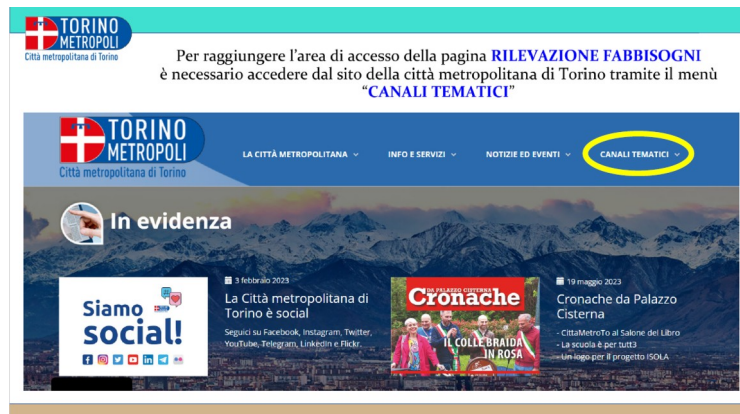 TORINO
METROPOLI
Città metropolitana di Torino
Per raggiungere l’area di accesso della pagina RILEVAZIONE FABBISOGNI
è necessario accedere dal sito della città metropolitana di Torino tramite il menù
“CANALI TEMATICI”
TORINO
METROPOLI
Città metropolitana di Torino
LA CITTÀ METROPOLITANA
INFO E SERVIZI
NOTIZIE ED EVENTI
CANALI TEMATICI
In evidenza
Siamo
social!
3 febbraio 2023
La Città metropolitana di
Torino è social
Seguici su Facebook, Instagram, Twitter,
YouTube, Telegram, LinkedIn e Flickr.
DA PALAZZO CISTERNA
Cronache
IL COLLE BRAIDA
IN ROSA
19 maggio 2023
Cronache da Palazzo
Cisterna
- CittaMetroTo al Salone del Libro
- La scuola è per tutt3
- Un logo per il progetto ISOLA